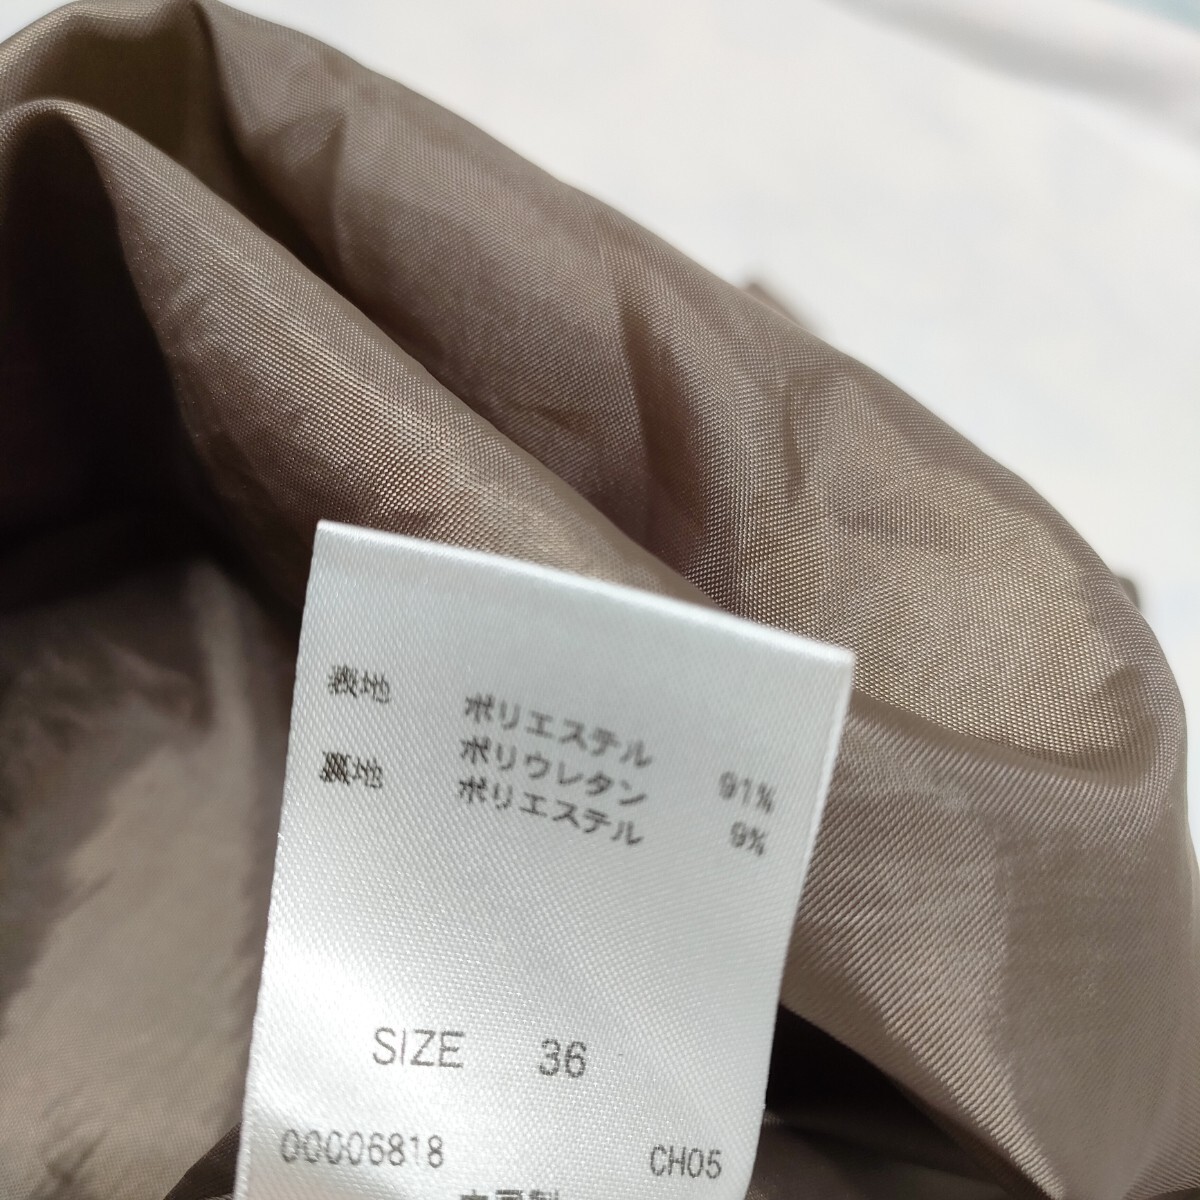 表地 ポリエステル 91%
ポリウレタン 9%
裏地 ポリエステル
SIZE 36
00006818 CH05